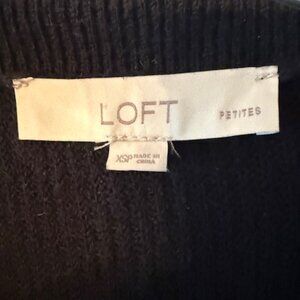 LOFT PETITES
XSP MADE IN
CHINA